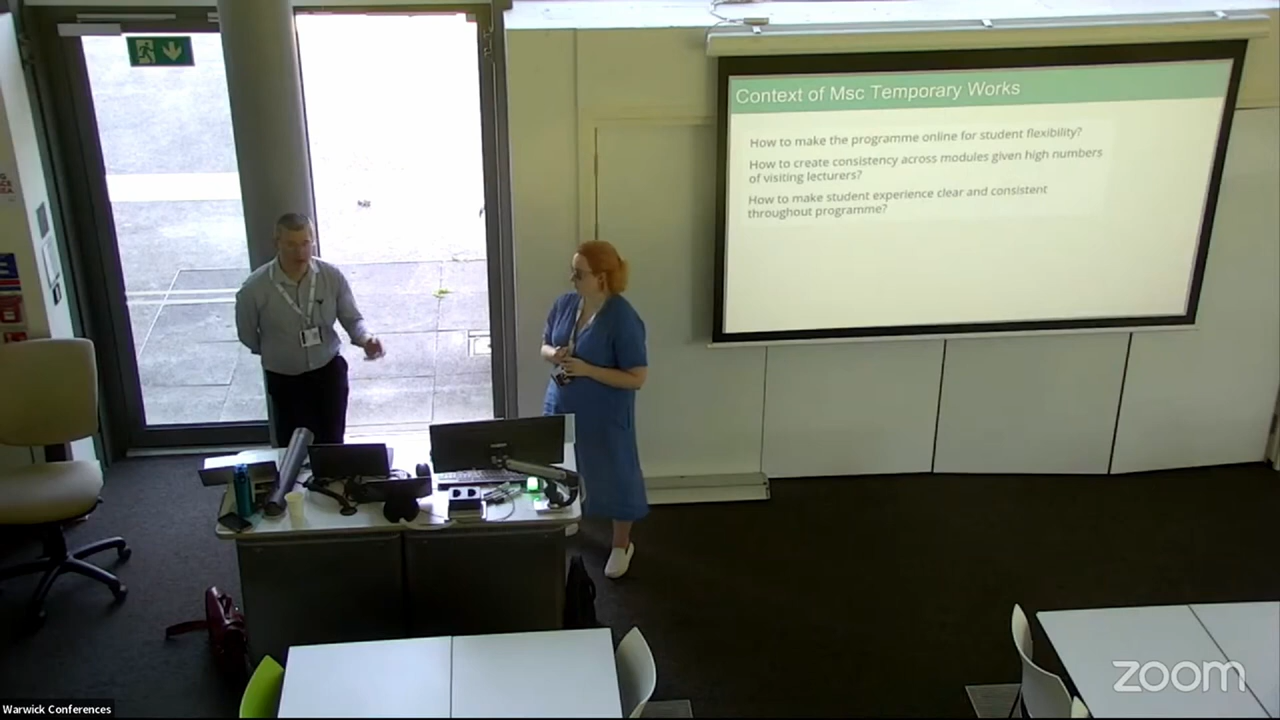 Context of Msc Temporary Works
How to make the programme online for student flexibility?
How to create consistency across modules given high numbers
of visiting lecturers?
How to make student experience clear and consistent
throughout programme?
Warwick Conferences
zoom